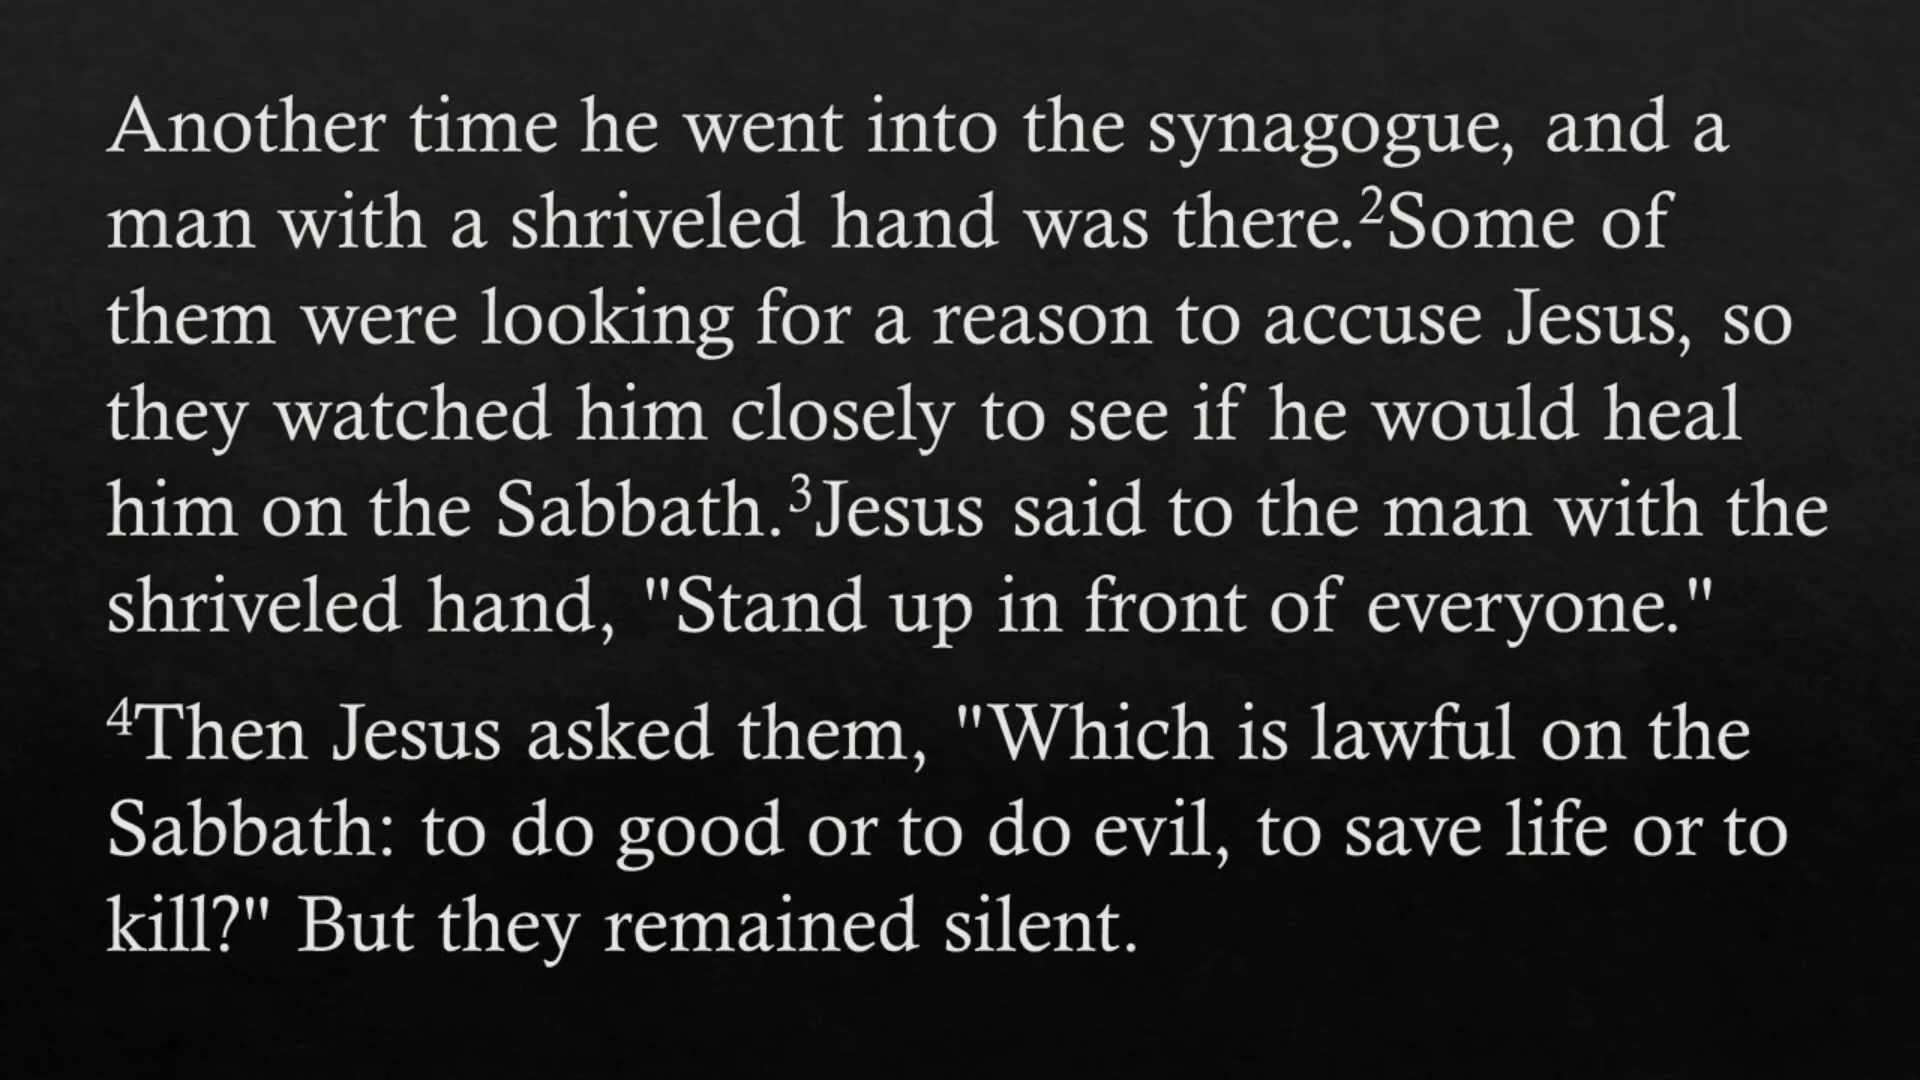 Another time he went into the synagogue, and a
man with a shriveled hand was there.²Some of
them were looking for a reason to accuse Jesus, so
they watched him closely to see if he would heal
him on the Sabbath.³Jesus said to the man with the
shriveled hand, "Stand up in front of everyone."
⁴Then Jesus asked them, "Which is lawful on the
Sabbath: to do good or to do evil, to save life or to
kill?" But they remained silent.